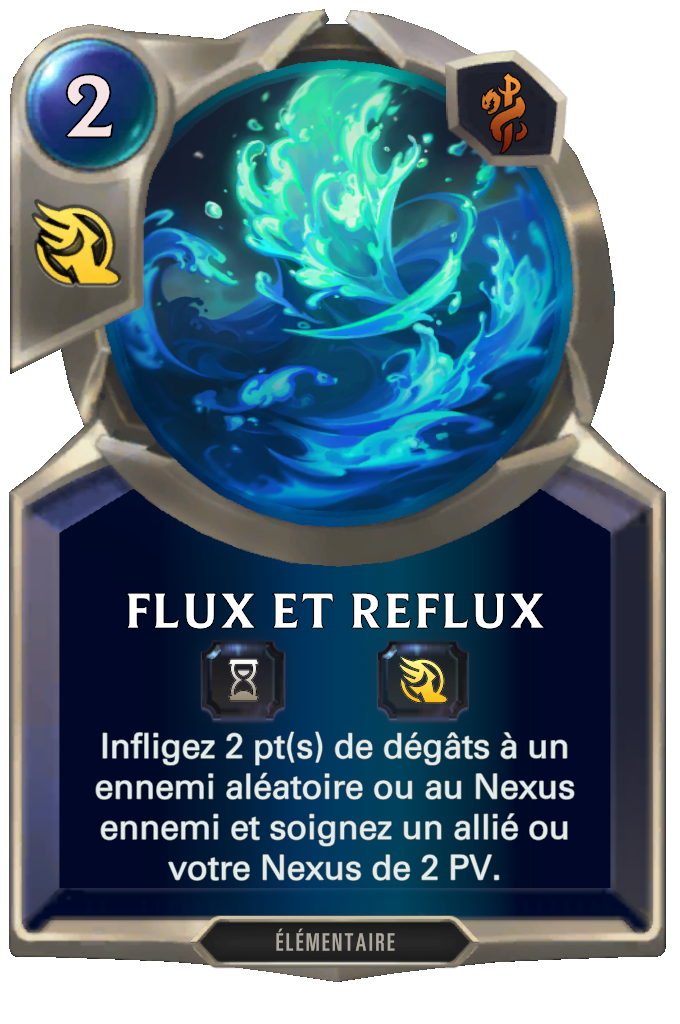 2
FLUX ET REFLUX
Infligez 2 pt(s) de dégâts à un
ennemi aléatoire ou au Nexus
ennemi et soignez un allié ou
votre Nexus de 2 PV.
ÉLÉMENTAIRE